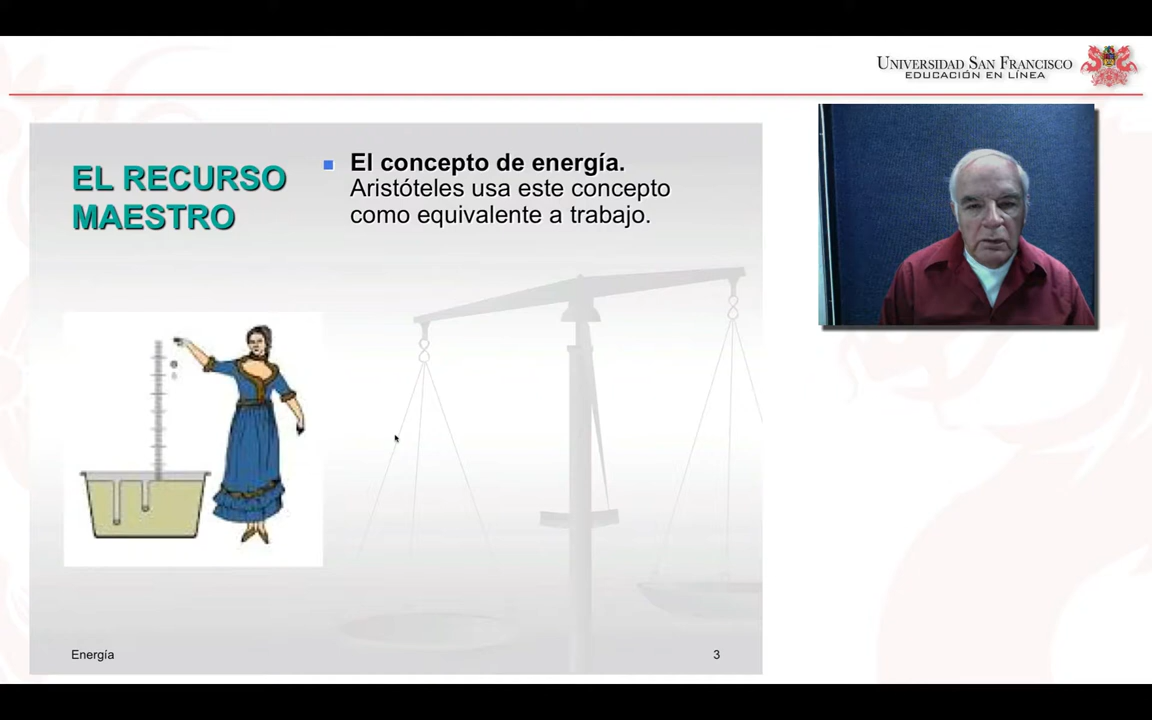 UNIVERSIDAD SAN FRANCISCO
EDUCACIÓN EN LÍNEA
EL RECURSO
MAESTRO
El concepto de energía.
Aristóteles usa este concepto
como equivalente a trabajo.
Energía
3